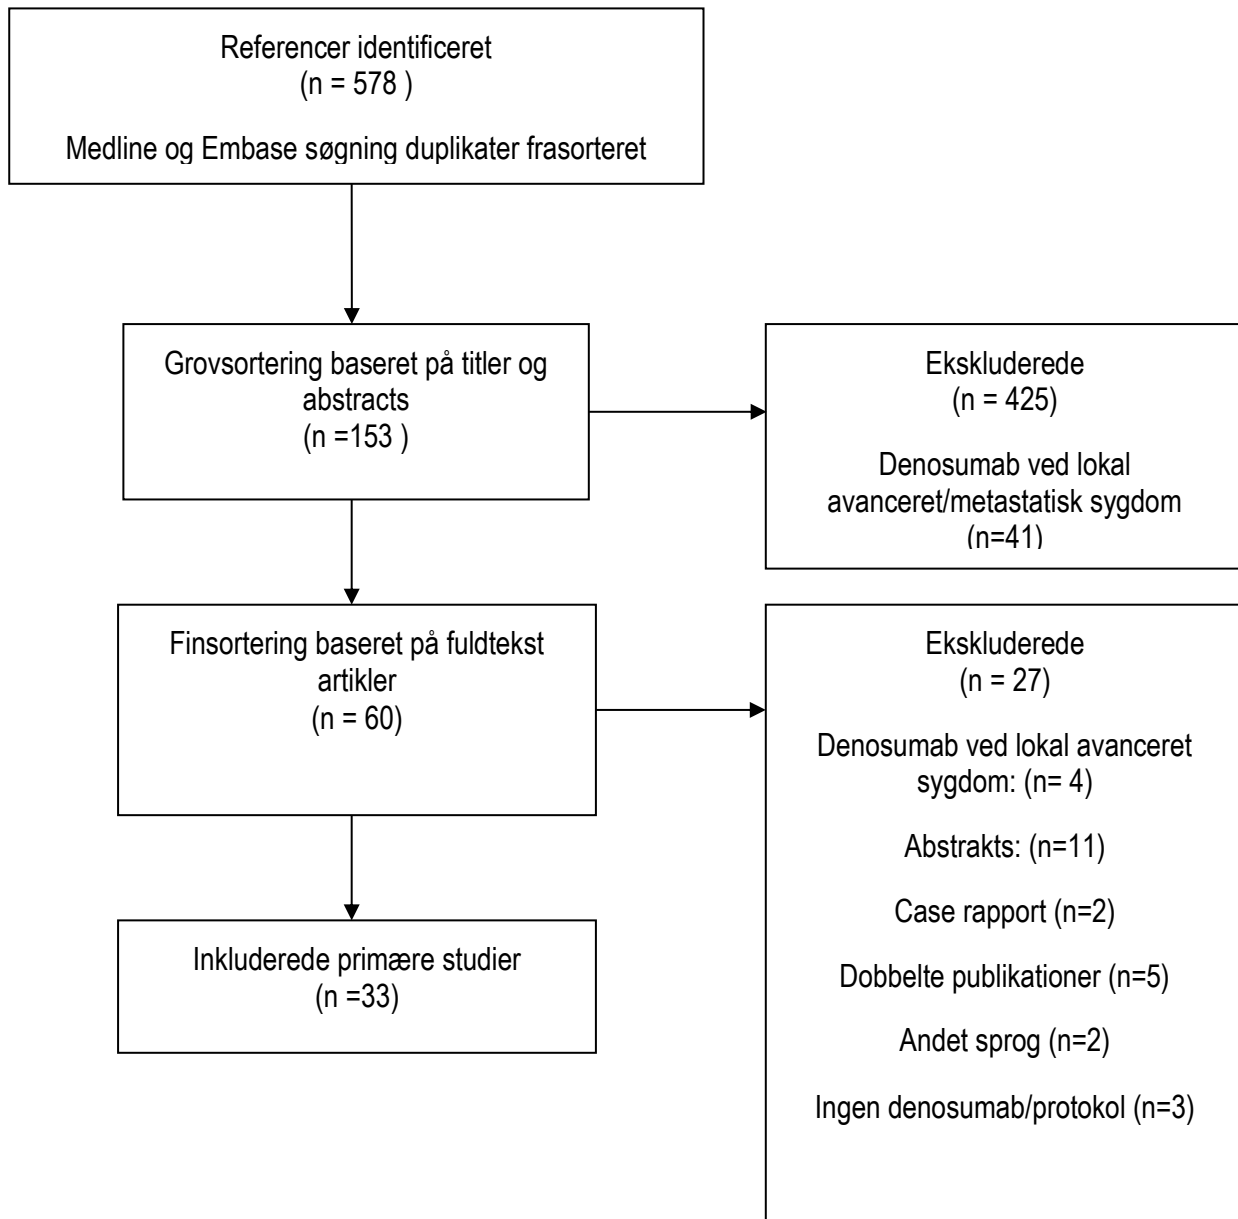 Referencer identificeret
(n = 578 )
Medline og Embase søgning duplikater frasorteret
Grovsortering baseret på titler og
abstracts
(n =153 )
Ekskluderede
(n = 425)
Denosumab ved lokal
avanceret/metastatisk sygdom
(n=41)
Finsortering baseret på fuldtekst
artikler
(n = 60)
Ekskluderede
(n = 27)
Denosumab ved lokal avanceret
sygdom: (n= 4)
Abstrakts: (n=11)
Case rapport (n=2)
Dobbelte publikationer (n=5)
Andet sprog (n=2)
Ingen denosumab/protokol (n=3)
Inkluderede primære studier
(n =33)